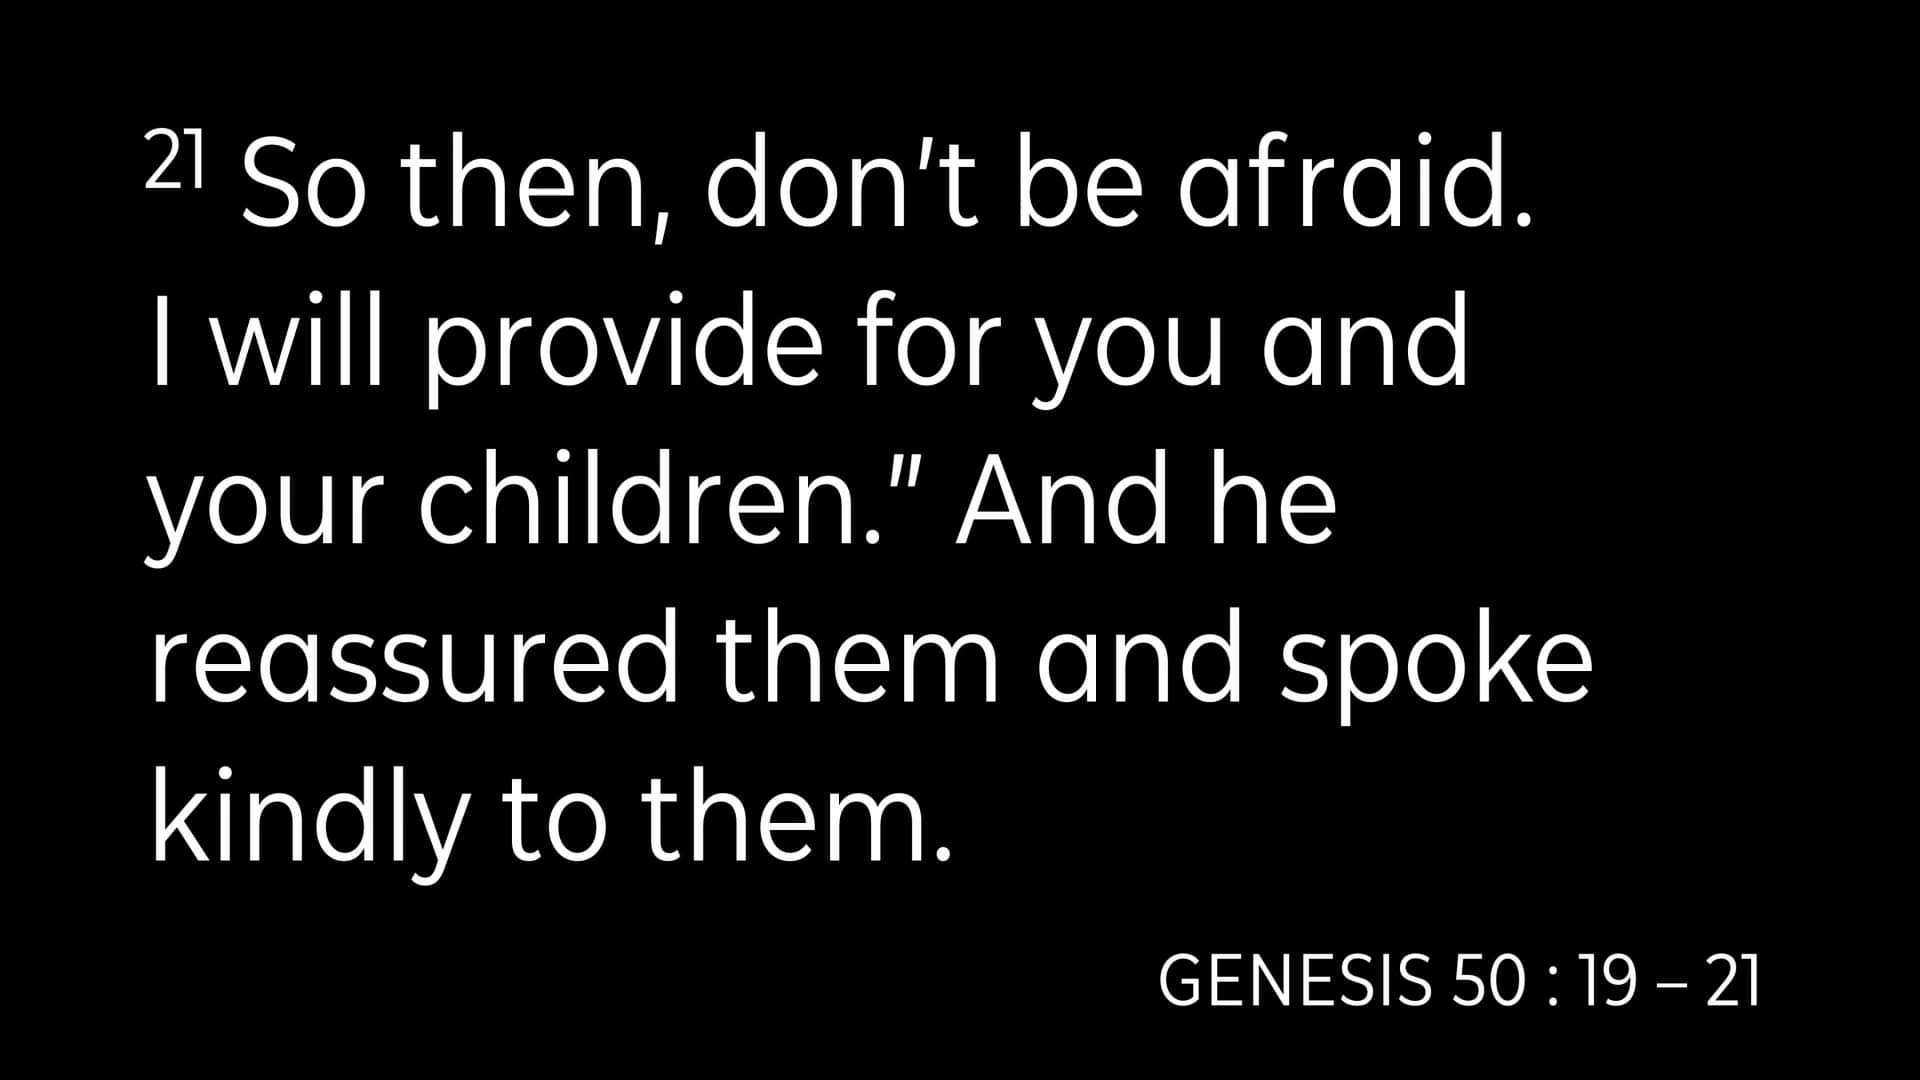 21 So then, don't be afraid.
I will provide for you and
your children." And he
reassured them and spoke
kindly to them.
GENESIS 50 : 19 – 21